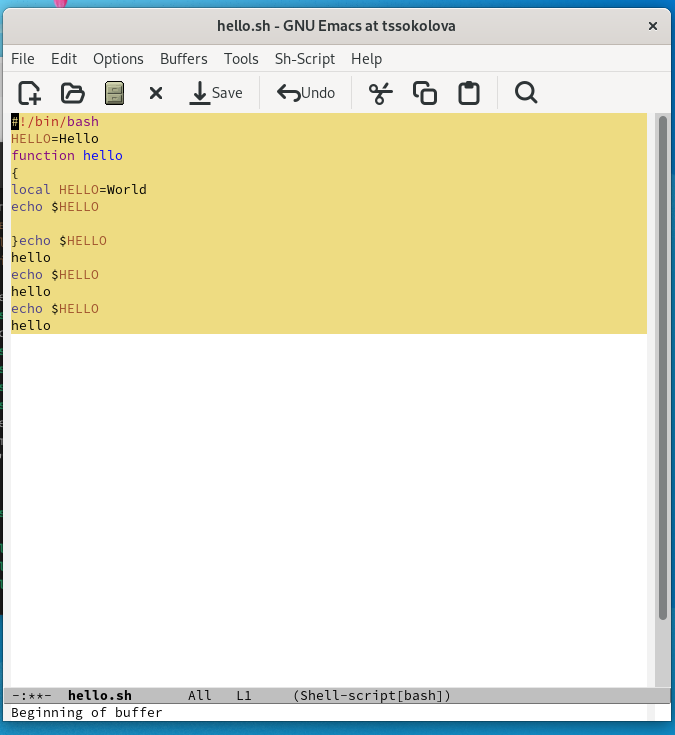 hello.sh - GNU Emacs at tssokolova
File Edit Options Buffers Tools Sh-Script Help
Save Undo
#!/bin/bash
HELLO=Hello
function hello
{
local HELLO=World
echo $HELLO
}echo $HELLO
hello
echo $HELLO
hello
echo $HELLO
hello
-:**- hello.sh All L1 (Shell-script[bash])
Beginning of buffer